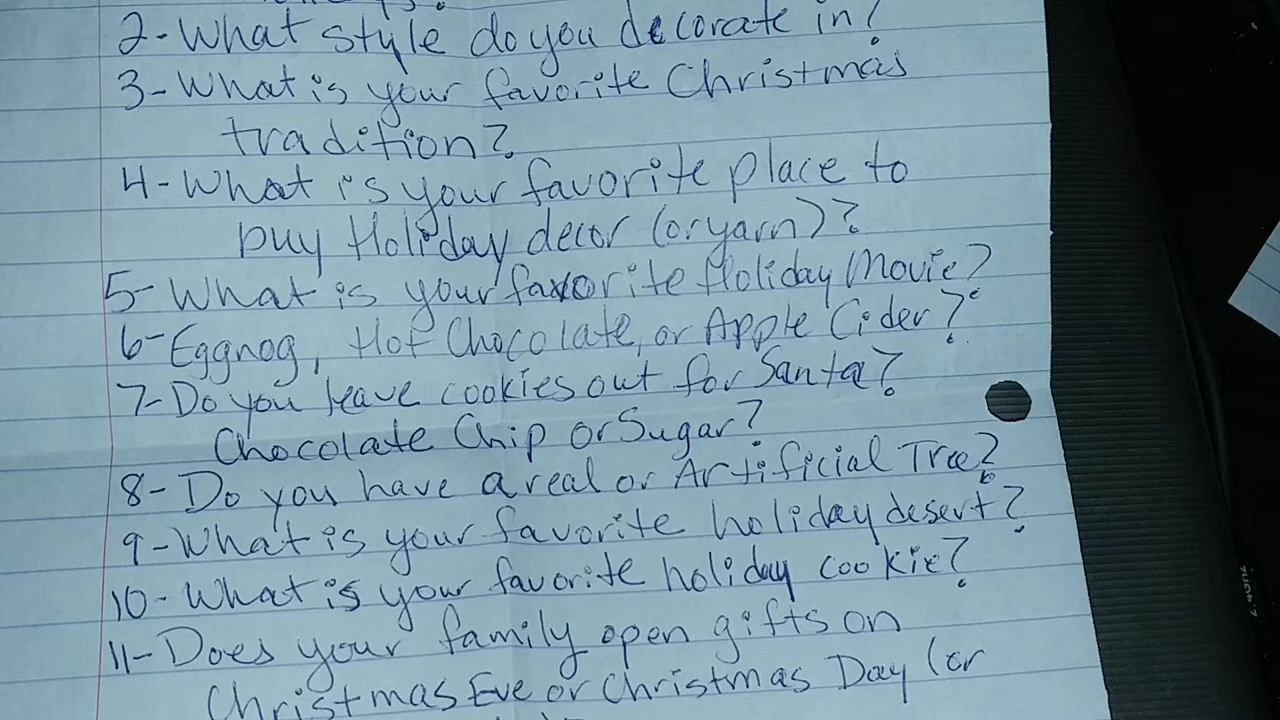 2-What style do you decorate in?
3-What is your favorite Christmas
tradition?
4-What is your favorite place to
buy Holiday decor (or yarn)?
5-What is your favorite Holiday Movie?
6-Eggnog, Hot Chocolate, or Apple Cider?
7-Do you leave cookies out for Santa?
Chocolate Chip or Sugar?
8-Do you have a real or Artificial Tree?
9-What is your favorite holiday desert?
10-What is your favorite holiday cookie?
11-Does your family open gifts on
Christmas Eve or Christmas Day (or